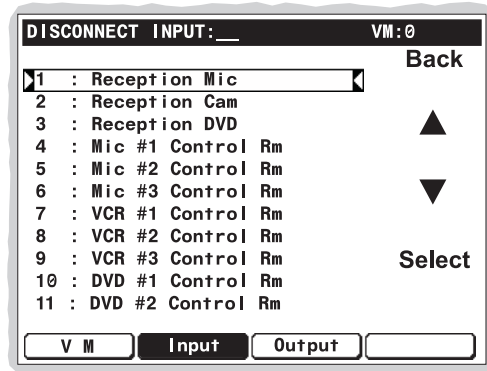 DISCONNECT INPUT:__ VM:0
Back
1 : Reception Mic
2 : Reception Cam
3 : Reception DVD
4 : Mic #1 Control Rm
5 : Mic #2 Control Rm
6 : Mic #3 Control Rm
7 : VCR #1 Control Rm
8 : VCR #2 Control Rm
9 : VCR #3 Control Rm
Select
10 : DVD #1 Control Rm
11 : DVD #2 Control Rm
V M Input Output